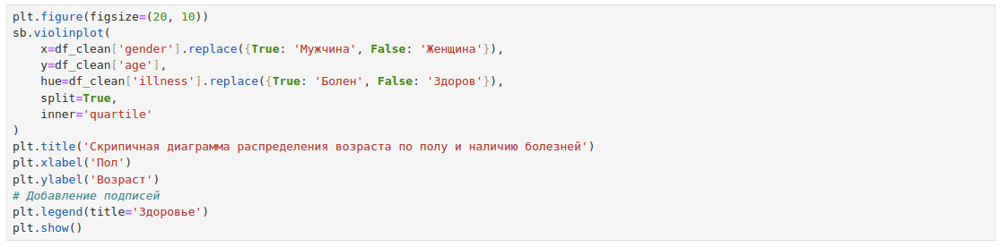 plt.figure(figsize=(20, 10))
sb.violinplot(
    x=df_clean['gender'].replace({True: 'Мужчина', False: 'Женщина'}),
    y=df_clean['age'],
    hue=df_clean['illness'].replace({True: 'Болен', False: 'Здоров'}),
    split=True,
    inner='quartile'
)
plt.title('Скрипичная диаграмма распределения возраста по полу и наличию болезней')
plt.xlabel('Пол')
plt.ylabel('Возраст')
# Добавление подписей
plt.legend(title='Здоровье')
plt.show()